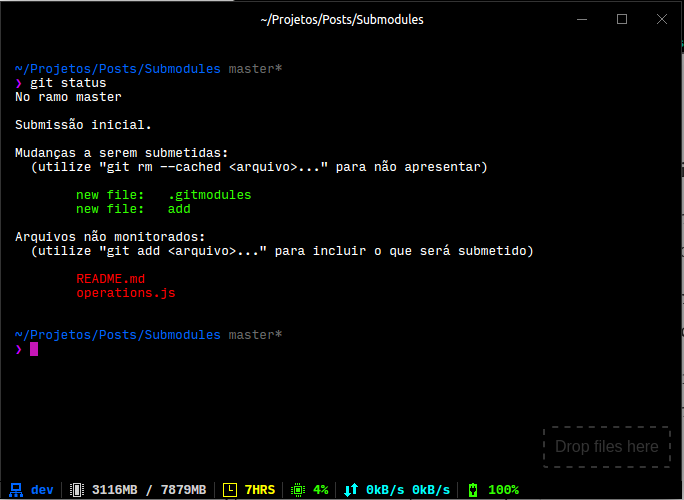 ~/Projetos/Posts/Submodules
~/Projetos/Posts/Submodules master*
❯ git status
No ramo master
Submissão inicial.
Mudanças a serem submetidas:
(utilize "git rm --cached <arquivo>..." para não apresentar)
new file: .gitmodules
new file: add
Arquivos não monitorados:
(utilize "git add <arquivo>..." para incluir o que será submetido)
README.md
operations.js
~/Projetos/Posts/Submodules master*
❯
Drop files here
dev 3116MB / 7879MB 7HRS 4% 0kB/s 0kB/s 100%